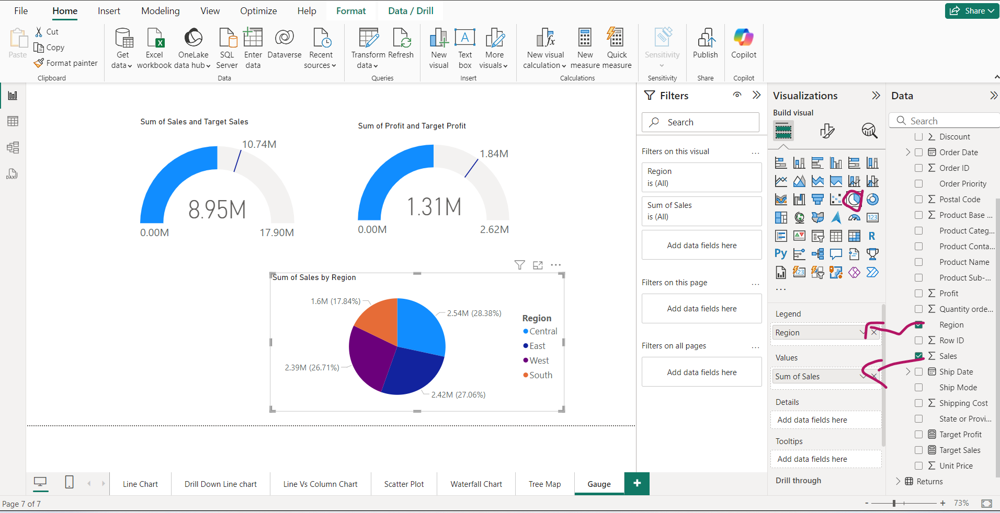 File Home Insert Modeling View Optimize Help Format Data / Drill Share
Paste
Cut
Copy
Format painter
Clipboard
Get data
Excel workbook
OneLake data hub
SQL Server
Enter data
Dataverse
Recent sources
Data
Transform data
Refresh
Queries
New visual
Text box
More visuals
Insert
New visual calculation
New measure
Quick measure
Calculations
Sensitivity
Sensitivity
Publish
Share
Copilot
Copilot
DAX
Sum of Sales and Target Sales
10.74M
8.95M
0.00M
17.90M
Sum of Profit and Target Profit
1.84M
1.31M
0.00M
2.62M
Sum of Sales by Region
1.6M (17.84%)
2.54M (28.38%)
2.39M (26.71%)
2.42M (27.06%)
Region
Central
East
West
South
Filters
Search
Filters on this visual
Region
is (All)
Sum of Sales
is (All)
Add data fields here
Filters on this page
Add data fields here
Filters on all pages
Add data fields here
Visualizations
Build visual
123
R
Py
123
Legend
Region
Values
Sum of Sales
Details
Add data fields here
Tooltips
Add data fields here
Drill through
Data
Search
Discount
Order Date
Order ID
Order Priority
Postal Code
Product Base ...
Product Categ...
Product Conta...
Product Name
Product Sub-...
Profit
Quantity orde...
Region
Row ID
Sales
Ship Date
Ship Mode
Shipping Cost
State or Provi...
Target Profit
Target Sales
Unit Price
Returns
Line Chart
Drill Down Line chart
Line Vs Column Chart
Scatter Plot
Waterfall Chart
Tree Map
Gauge
Page 7 of 7
73%